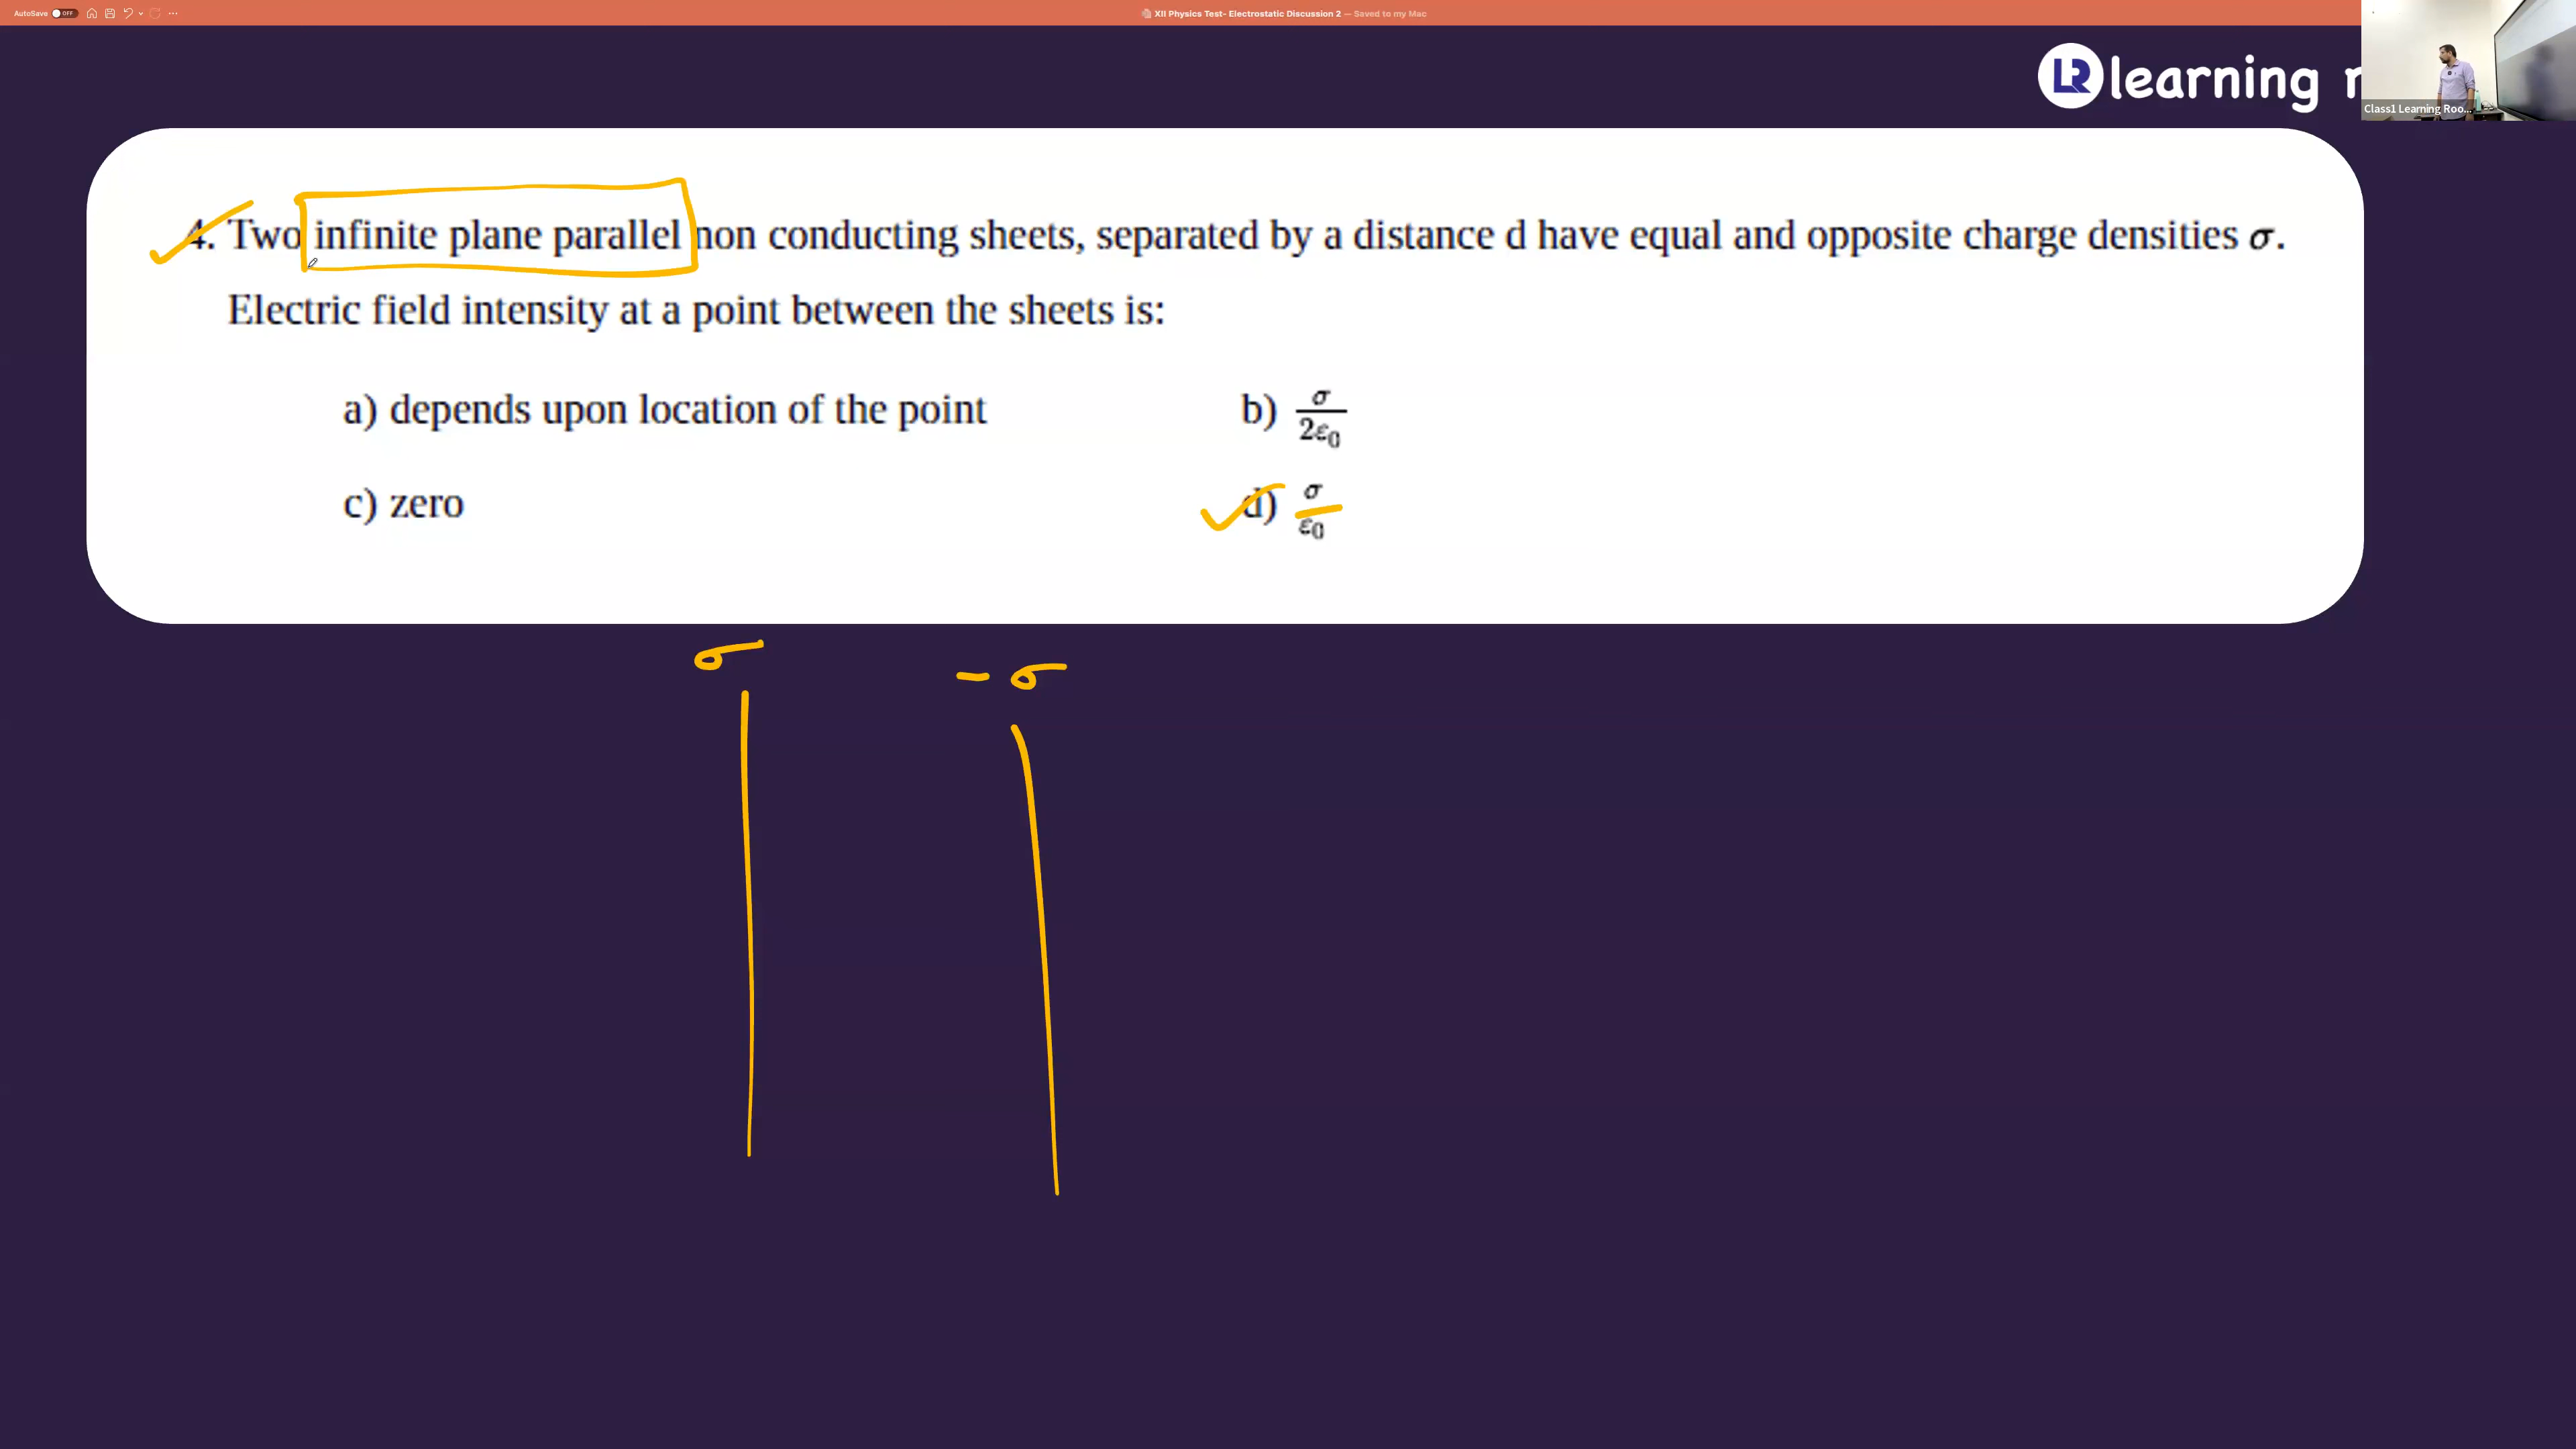 AutoSave OFF
XII Physics Test- Electrostatic Discussion 2 — Saved to my Mac
LR learning r
Class1 Learning Roo...
4. Two infinite plane parallel non conducting sheets, separated by a distance d have equal and opposite charge densities σ.
Electric field intensity at a point between the sheets is:
a) depends upon location of the point b) σ/2ε₀
c) zero d) σ/ε₀
σ - σ